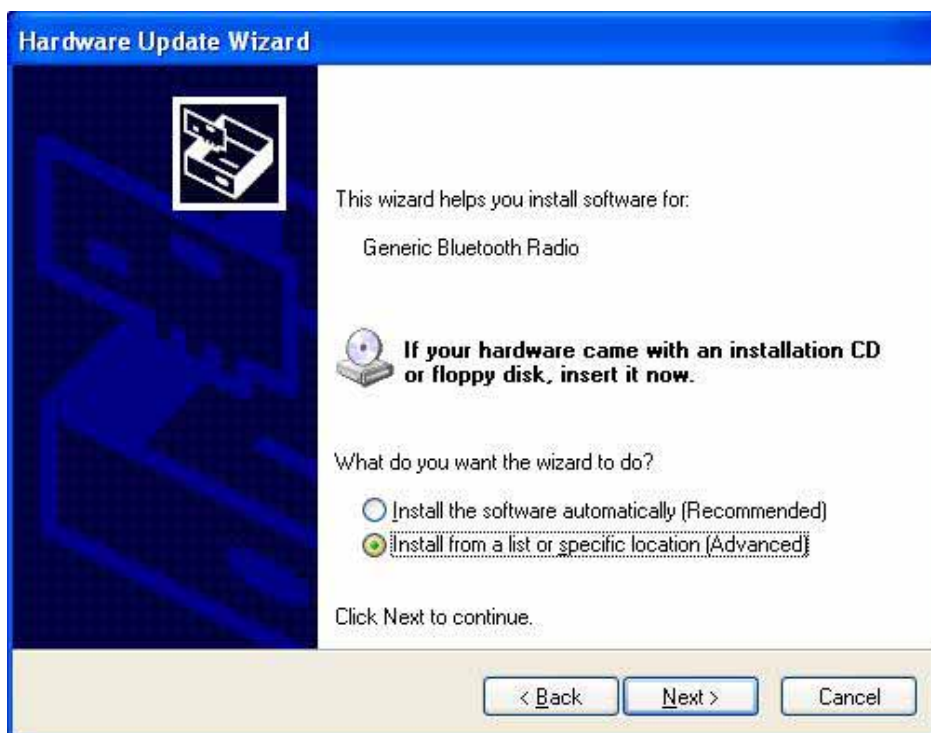 Hardware Update Wizard
This wizard helps you install software for:
Generic Bluetooth Radio
If your hardware came with an installation CD
or floppy disk, insert it now.
What do you want the wizard to do?
Install the software automatically (Recommended)
Install from a list or specific location (Advanced)
Click Next to continue.
< Back Next > Cancel